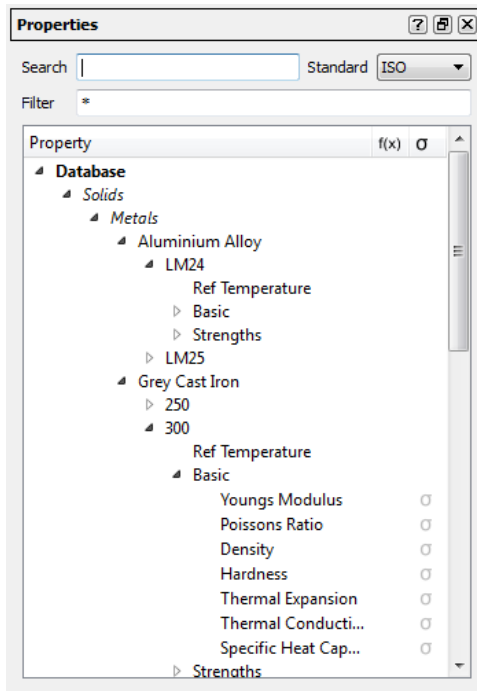 Properties ?
Search Standard ISO
Filter *
Property f(x) σ
Database
Solids
Metals
Aluminium Alloy
LM24
Ref Temperature
Basic
Strengths
LM25
Grey Cast Iron
250
300
Ref Temperature
Basic
Youngs Modulus σ
Poissons Ratio σ
Density σ
Hardness σ
Thermal Expansion σ
Thermal Conducti... σ
Specific Heat Cap... σ
Strengths